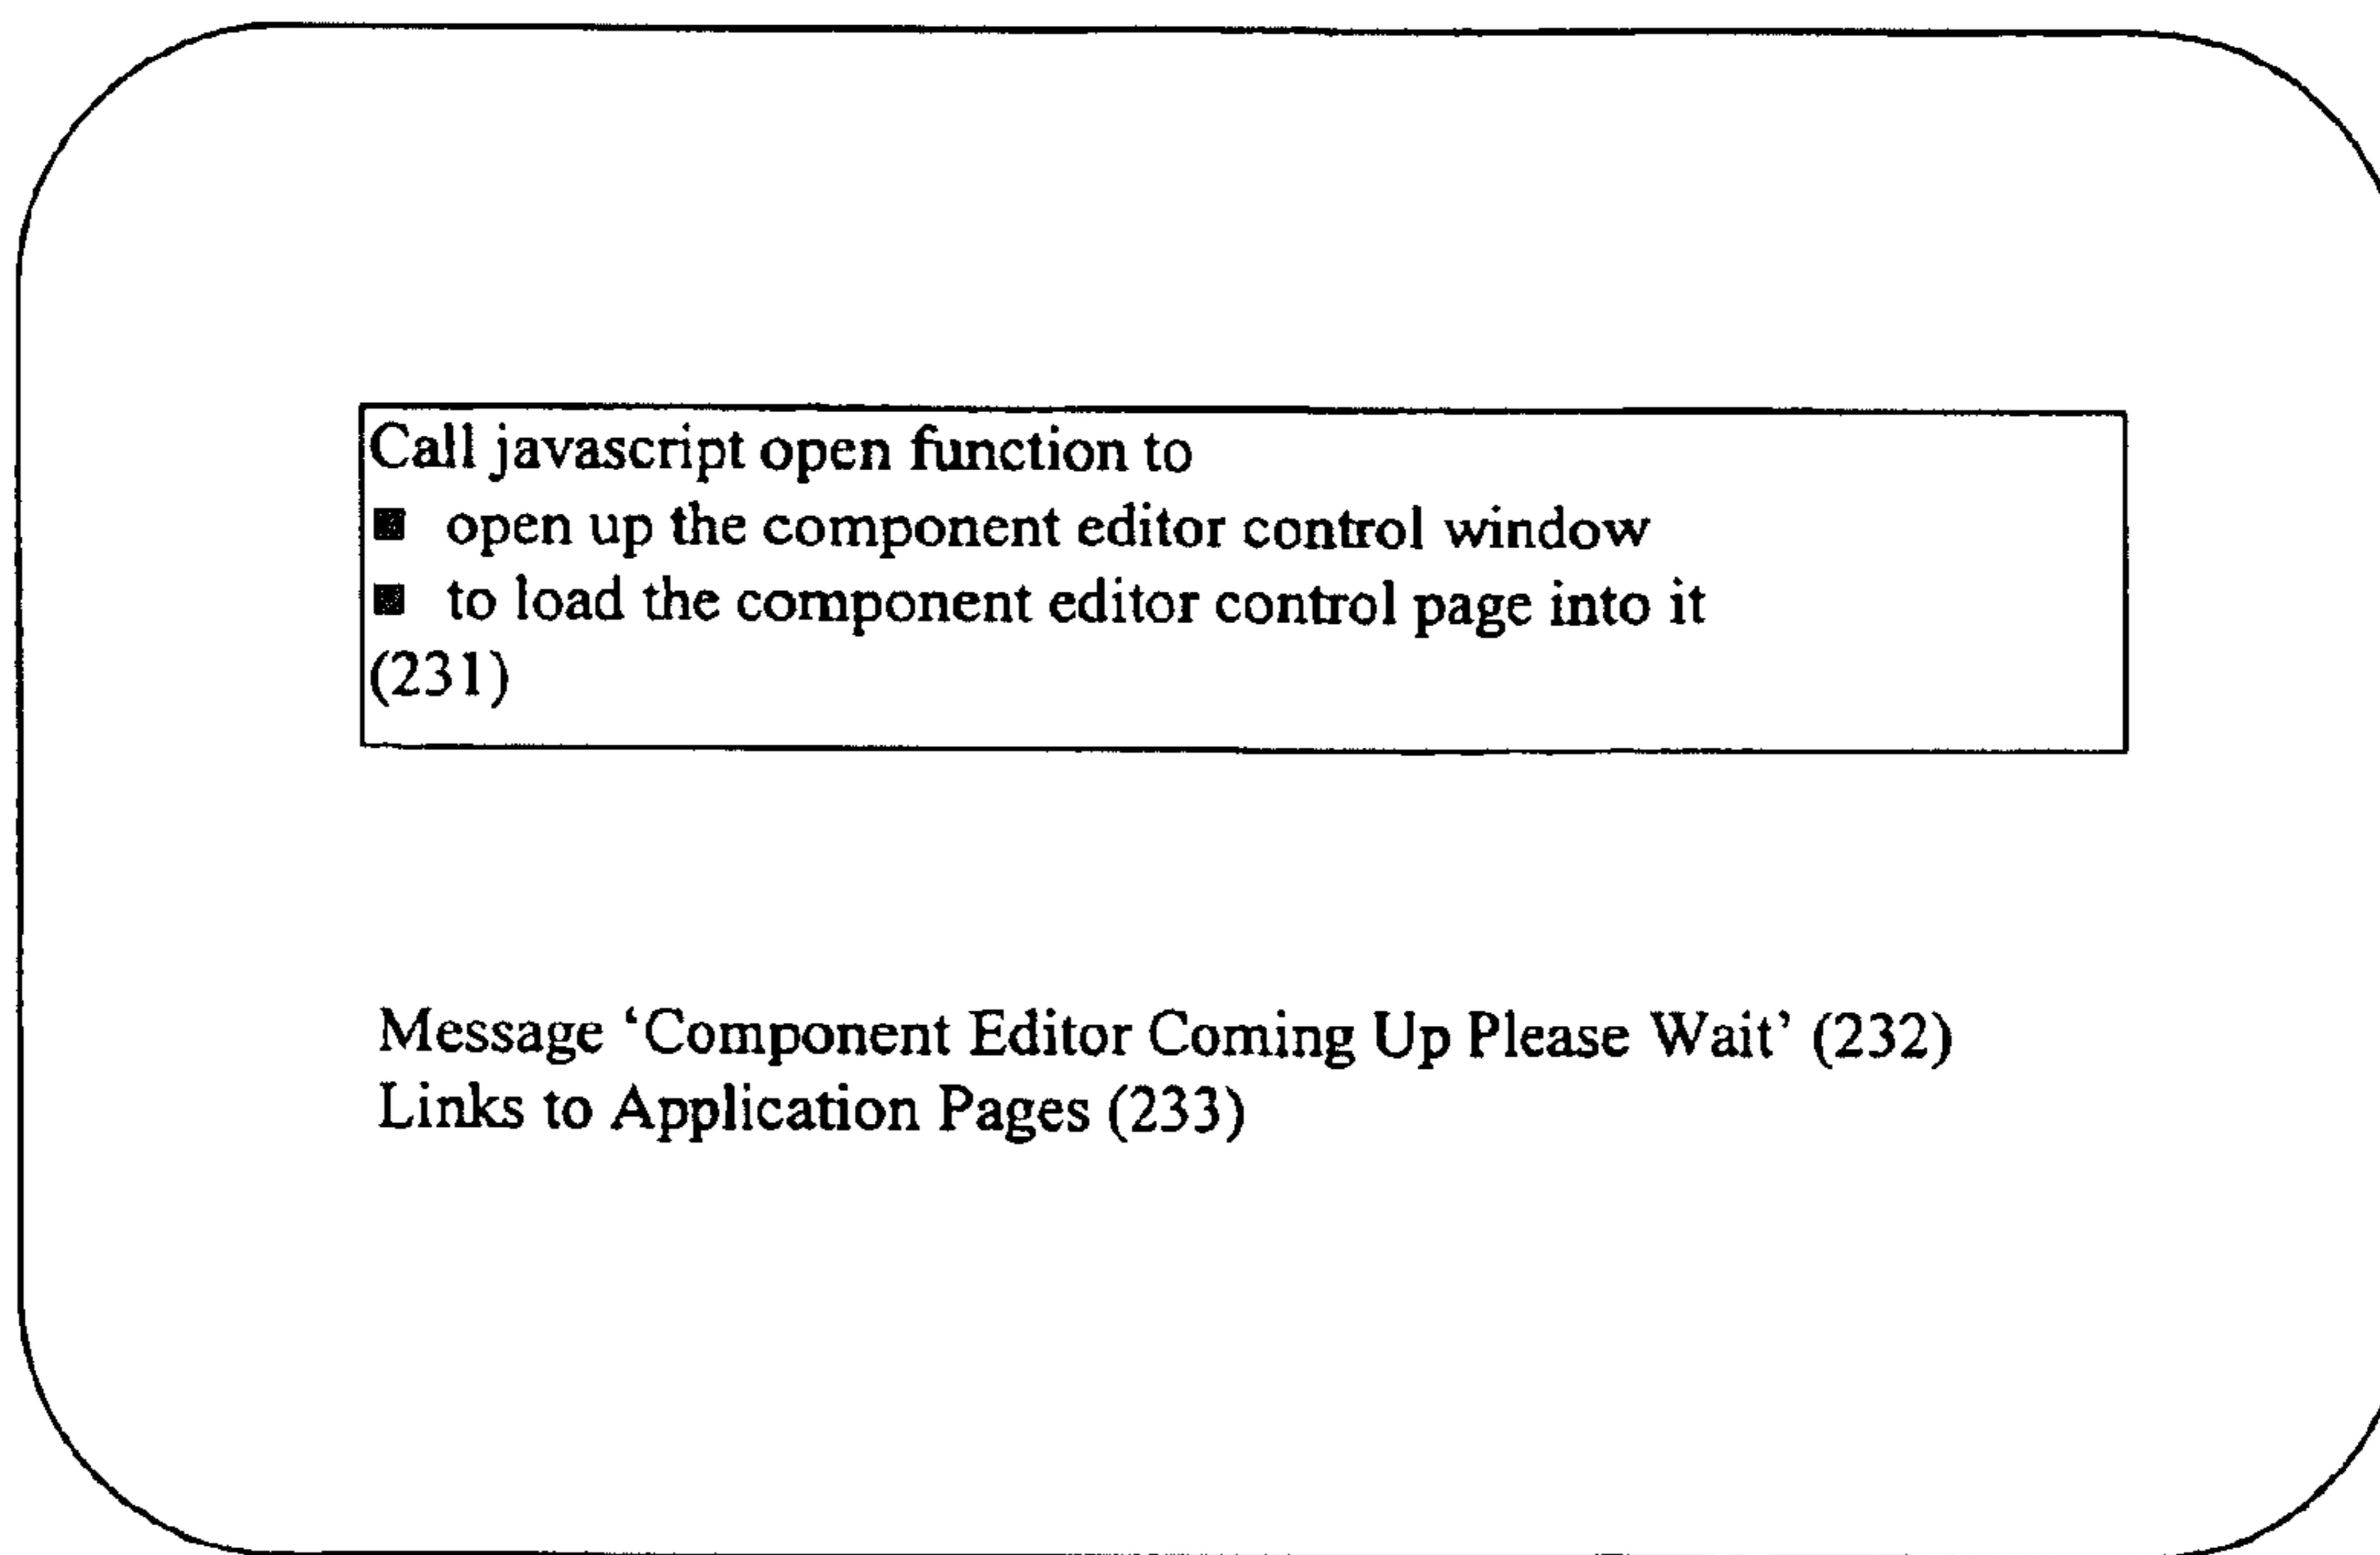 Call javascript open function to
■ open up the component editor control window
■ to load the component editor control page into it
(231)
Message ‘Component Editor Coming Up Please Wait’ (232)
Links to Application Pages (233)